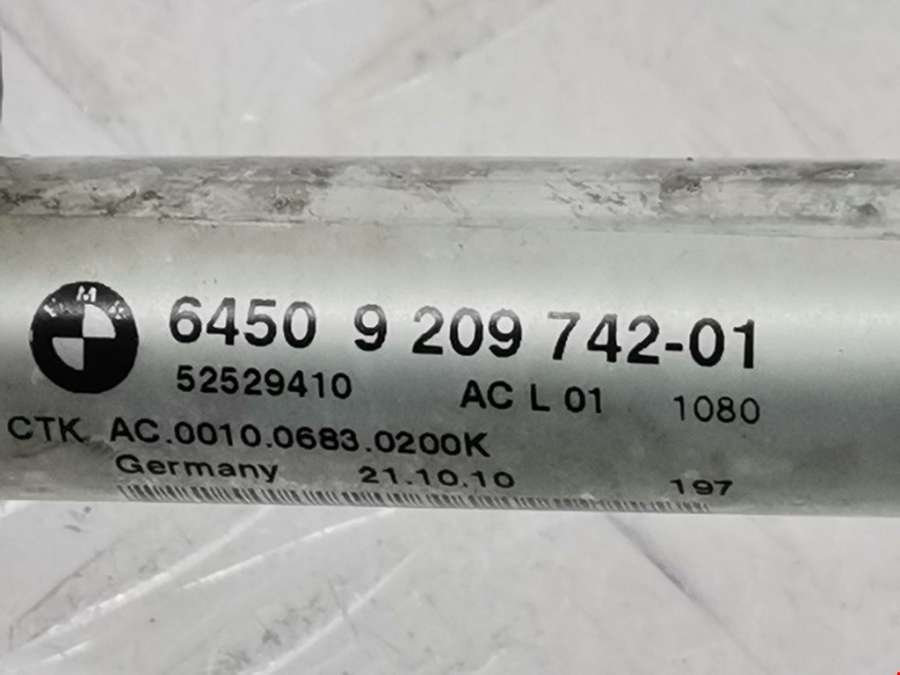 6450 9 209 742-01
52529410 AC L 01 1080
CTK AC.0010.0683.0200K
Germany 21.10.10 197